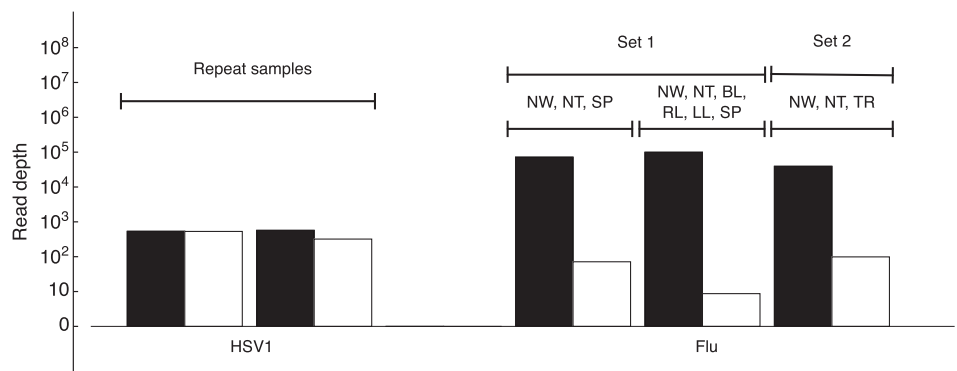 Read depth
10⁸
10⁷
10⁶
10⁵
10⁴
10³
10²
10
0
Repeat samples
Set 1
Set 2
NW, NT, SP
NW, NT, BL,
RL, LL, SP
NW, NT, TR
HSV1
Flu